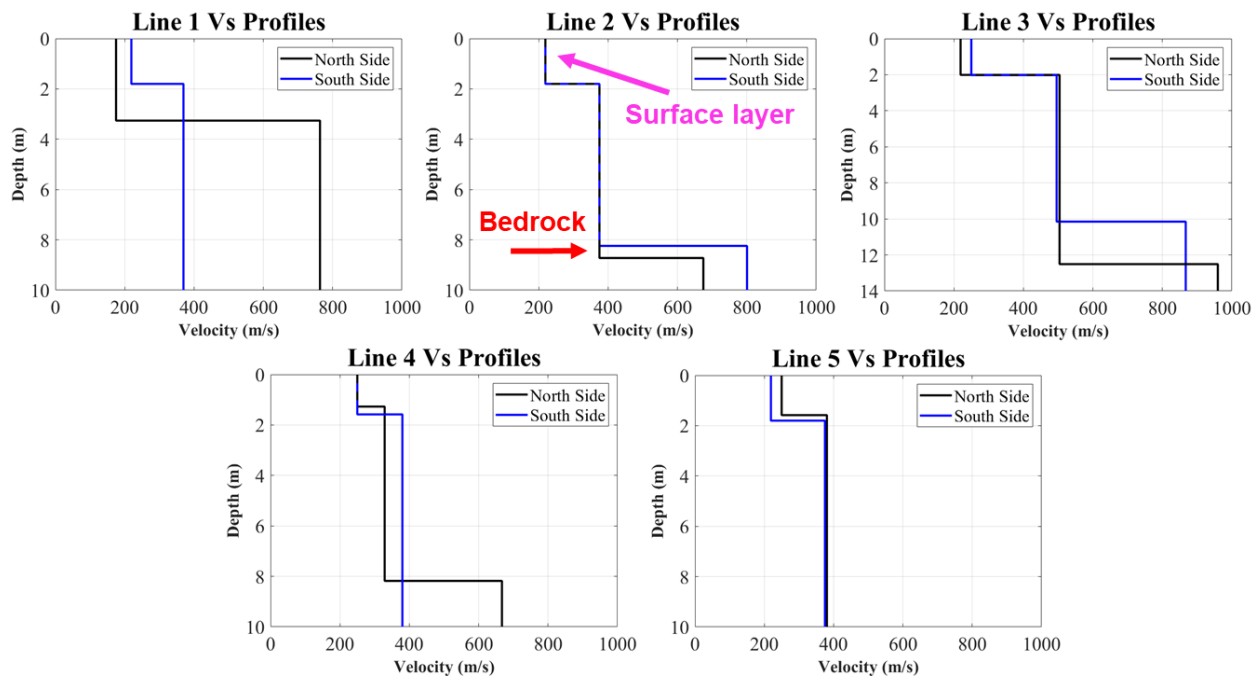 Line 1 Vs Profiles
0
2
4
6
8
10
Depth (m)
North Side
South Side
0 200 400 600 800 1000
Velocity (m/s)
Line 2 Vs Profiles
0
2
4
6
8
10
Depth (m)
North Side
South Side
Surface layer
Bedrock
0 200 400 600 800 1000
Velocity (m/s)
Line 3 Vs Profiles
0
2
4
6
8
10
12
14
Depth (m)
North Side
South Side
0 200 400 600 800 1000
Velocity (m/s)
Line 4 Vs Profiles
0
2
4
6
8
10
Depth (m)
North Side
South Side
0 200 400 600 800 1000
Velocity (m/s)
Line 5 Vs Profiles
0
2
4
6
8
10
Depth (m)
North Side
South Side
0 200 400 600 800 1000
Velocity (m/s)